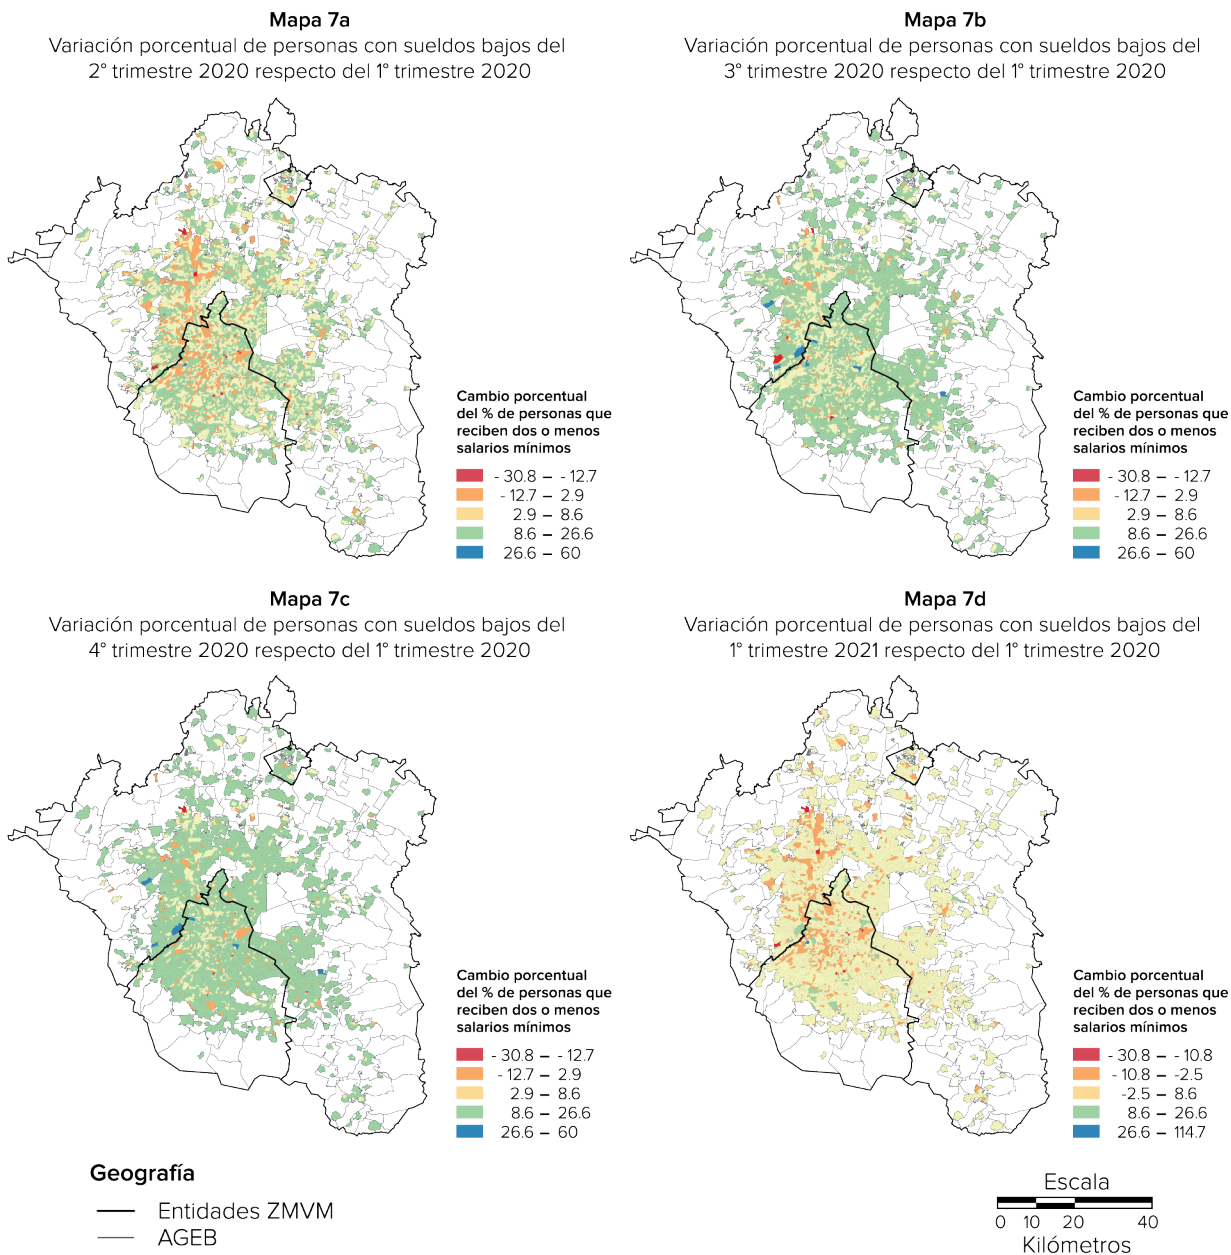 Mapa 7a
Variación porcentual de personas con sueldos bajos del
2° trimestre 2020 respecto del 1° trimestre 2020
Cambio porcentual
del % de personas que
reciben dos o menos
salarios mínimos
- 30.8 – - 12.7
- 12.7 – 2.9
2.9 – 8.6
8.6 – 26.6
26.6 – 60
Mapa 7b
Variación porcentual de personas con sueldos bajos del
3° trimestre 2020 respecto del 1° trimestre 2020
Cambio porcentual
del % de personas que
reciben dos o menos
salarios mínimos
- 30.8 – - 12.7
- 12.7 – 2.9
2.9 – 8.6
8.6 – 26.6
26.6 – 60
Mapa 7c
Variación porcentual de personas con sueldos bajos del
4° trimestre 2020 respecto del 1° trimestre 2020
Cambio porcentual
del % de personas que
reciben dos o menos
salarios mínimos
- 30.8 – - 12.7
- 12.7 – 2.9
2.9 – 8.6
8.6 – 26.6
26.6 – 60
Mapa 7d
Variación porcentual de personas con sueldos bajos del
1° trimestre 2021 respecto del 1° trimestre 2020
Cambio porcentual
del % de personas que
reciben dos o menos
salarios mínimos
- 30.8 – - 10.8
- 10.8 – -2.5
-2.5 – 8.6
8.6 – 26.6
26.6 – 114.7
Geografía
Entidades ZMVM
AGEB
Escala
0 10 20 40
Kilómetros